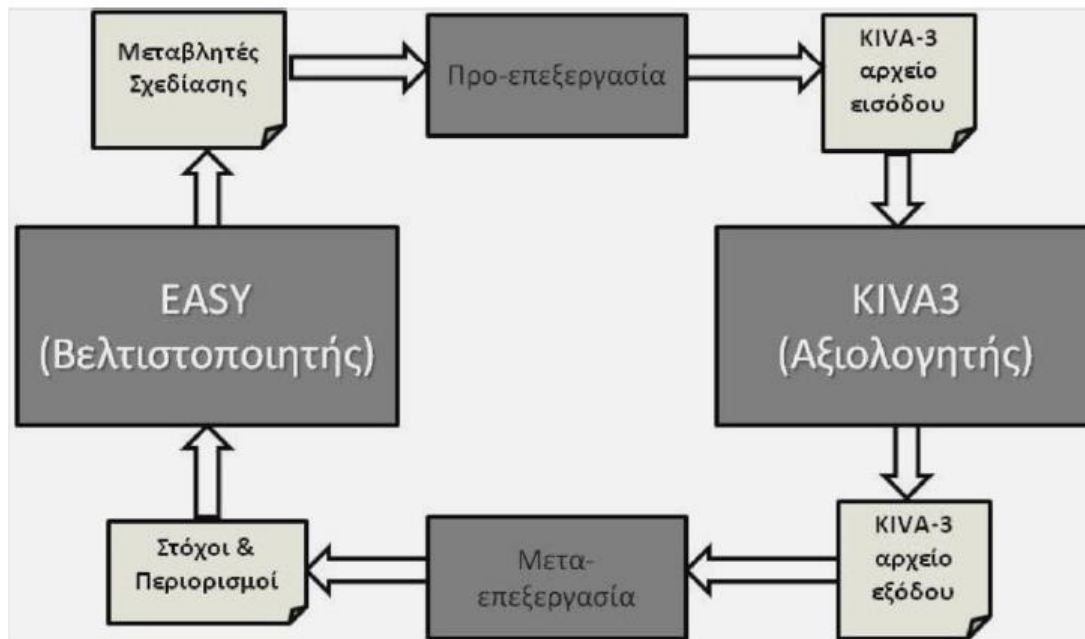 Μεταβλητές
Σχεδίασης
Προ-επεξεργασία
KIVA-3
αρχείο
εισόδου
EASY
(Βελτιστοποιητής)
KIVA3
(Αξιολογητής)
Στόχοι &
Περιορισμοί
Μετα-
επεξεργασία
KIVA-3
αρχείο
εξόδου